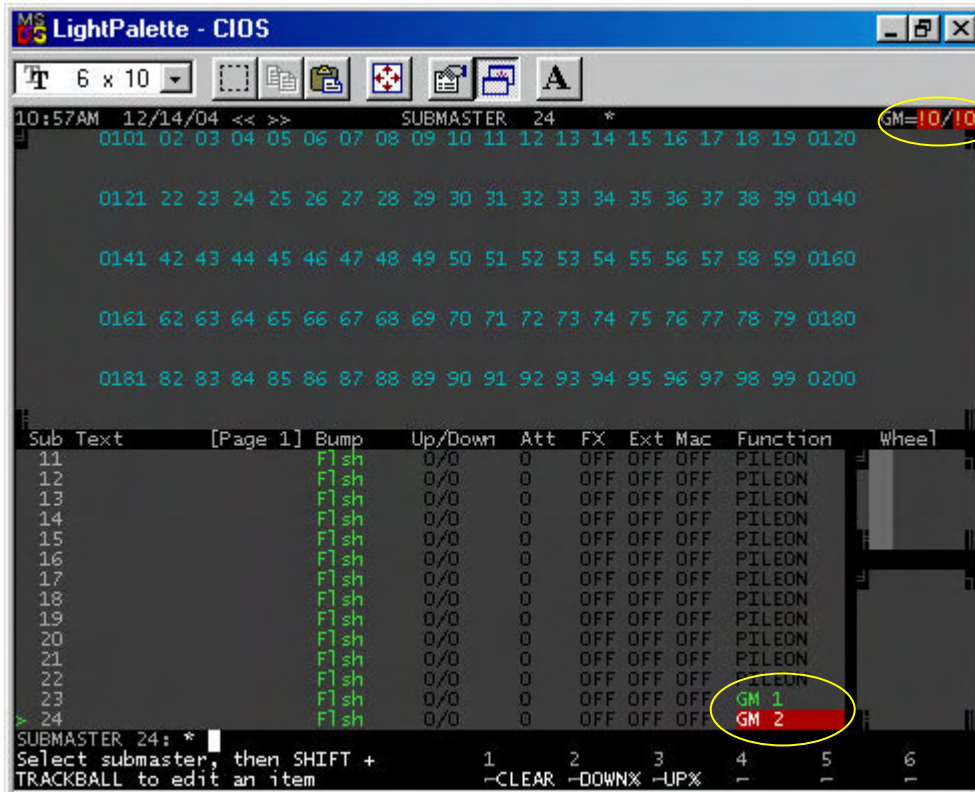 LightPalette - CIOS
6 x 10
10:57AM 12/14/04 << >> SUBMASTER 24 * GM=!0/!0
0101 02 03 04 05 06 07 08 09 10 11 12 13 14 15 16 17 18 19 0120
0121 22 23 24 25 26 27 28 29 30 31 32 33 34 35 36 37 38 39 0140
0141 42 43 44 45 46 47 48 49 50 51 52 53 54 55 56 57 58 59 0160
0161 62 63 64 65 66 67 68 69 70 71 72 73 74 75 76 77 78 79 0180
0181 82 83 84 85 86 87 88 89 90 91 92 93 94 95 96 97 98 99 0200
Sub Text [Page 1] Bump Up/Down Att FX Ext Mac Function Wheel
11 Flsh 0/0 0 OFF OFF OFF PILEON
12 Flsh 0/0 0 OFF OFF OFF PILEON
13 Flsh 0/0 0 OFF OFF OFF PILEON
14 Flsh 0/0 0 OFF OFF OFF PILEON
15 Flsh 0/0 0 OFF OFF OFF PILEON
16 Flsh 0/0 0 OFF OFF OFF PILEON
17 Flsh 0/0 0 OFF OFF OFF PILEON
18 Flsh 0/0 0 OFF OFF OFF PILEON
19 Flsh 0/0 0 OFF OFF OFF PILEON
20 Flsh 0/0 0 OFF OFF OFF PILEON
21 Flsh 0/0 0 OFF OFF OFF PILEON
22 Flsh 0/0 0 OFF OFF OFF PILEON
23 Flsh 0/0 0 OFF OFF OFF GM 1
> 24 Flsh 0/0 0 OFF OFF OFF GM 2
SUBMASTER 24: *
Select submaster, then SHIFT + 1 2 3 4 5 6
TRACKBALL to edit an item ⌐CLEAR ⌐DOWN% ⌐UP% ⌐ ⌐ ⌐